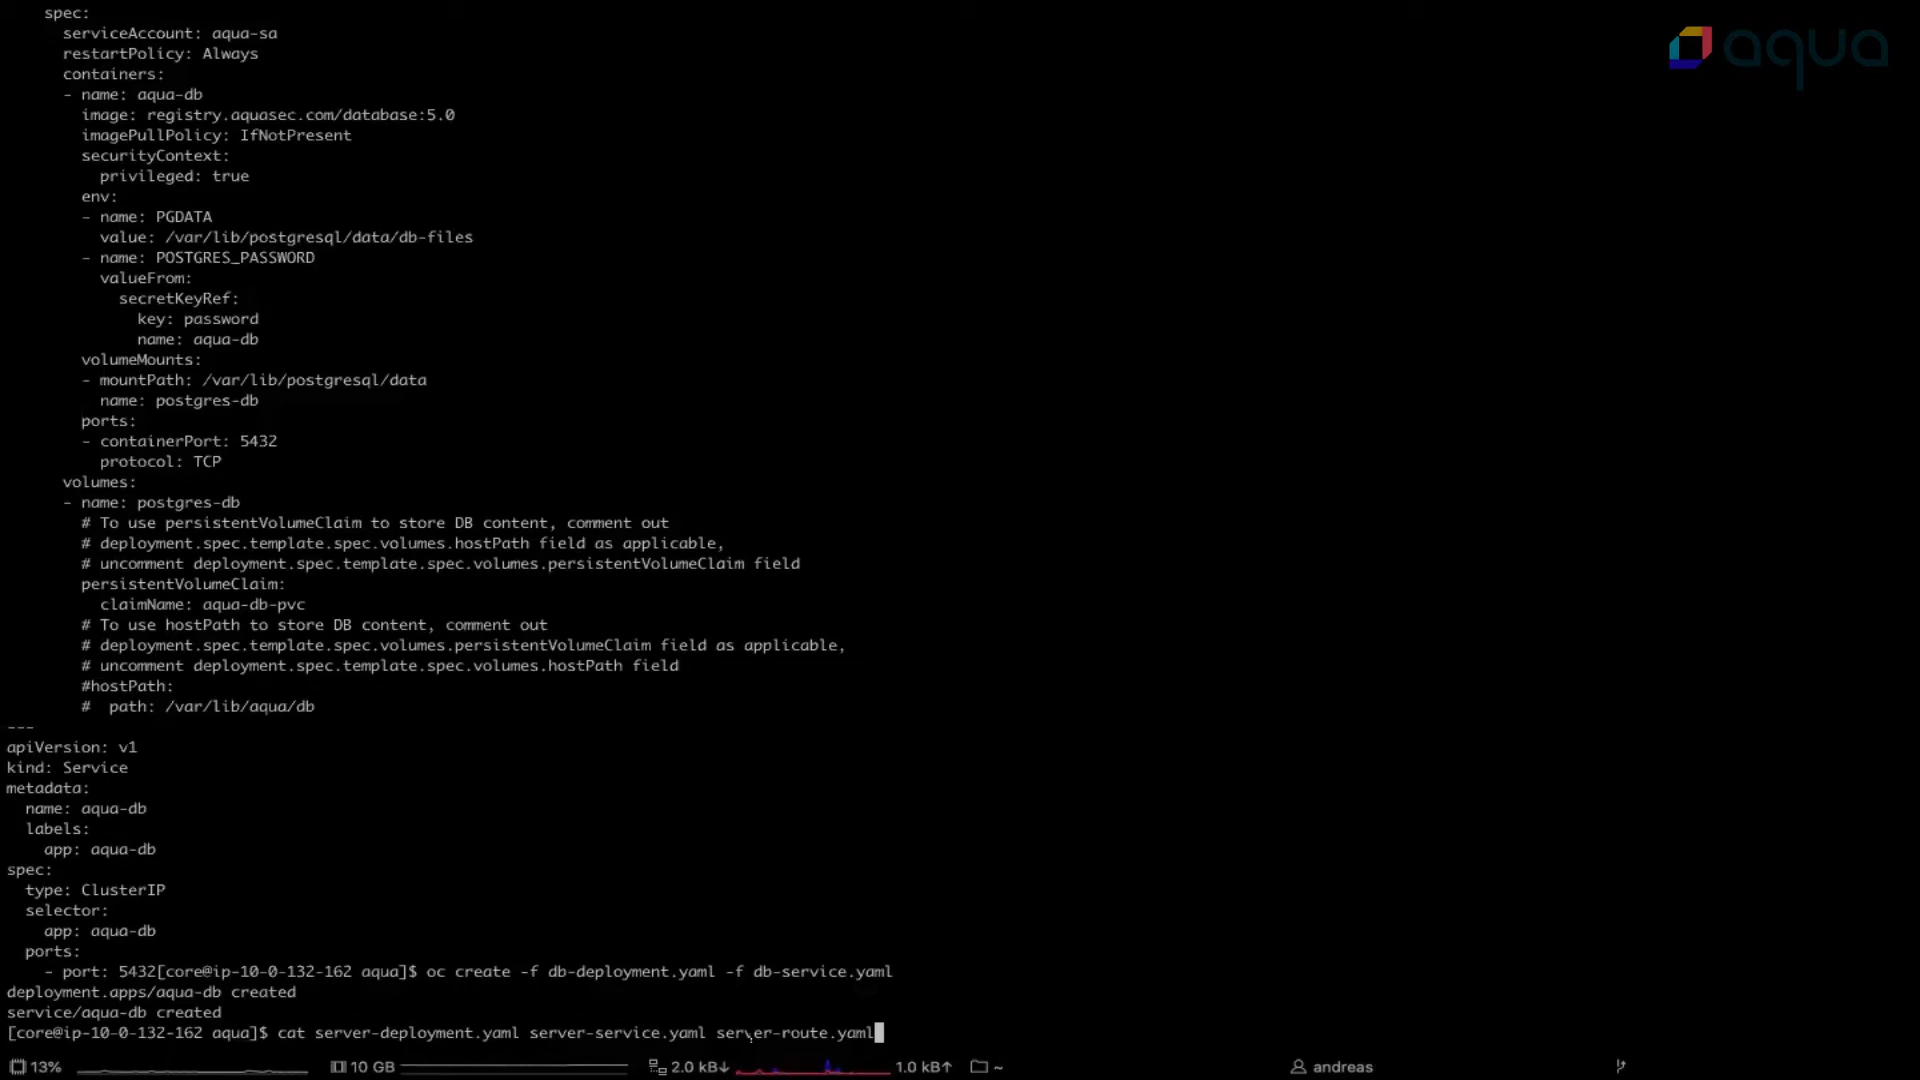 spec:
      serviceAccount: aqua-sa
      restartPolicy: Always
      containers:
      - name: aqua-db
        image: registry.aquasec.com/database:5.0
        imagePullPolicy: IfNotPresent
        securityContext:
          privileged: true
        env:
        - name: PGDATA
          value: /var/lib/postgresql/data/db-files
        - name: POSTGRES_PASSWORD
          valueFrom:
            secretKeyRef:
              key: password
              name: aqua-db
        volumeMounts:
        - mountPath: /var/lib/postgresql/data
          name: postgres-db
        ports:
        - containerPort: 5432
          protocol: TCP
      volumes:
      - name: postgres-db
        # To use persistentVolumeClaim to store DB content, comment out
        # deployment.spec.template.spec.volumes.hostPath field as applicable,
        # uncomment deployment.spec.template.spec.volumes.persistentVolumeClaim field
        persistentVolumeClaim:
          claimName: aqua-db-pvc
        # To use hostPath to store DB content, comment out
        # deployment.spec.template.spec.volumes.persistentVolumeClaim field as applicable,
        # uncomment deployment.spec.template.spec.volumes.hostPath field
        #hostPath:
        #  path: /var/lib/aqua/db
---
apiVersion: v1
kind: Service
metadata:
  name: aqua-db
  labels:
    app: aqua-db
spec:
  type: ClusterIP
  selector:
    app: aqua-db
  ports:
    - port: 5432[core@ip-10-0-132-162 aqua]$ oc create -f db-deployment.yaml -f db-service.yaml
deployment.apps/aqua-db created
service/aqua-db created
[core@ip-10-0-132-162 aqua]$ cat server-deployment.yaml server-service.yaml server-route.yaml
13% 10 GB 2.0 kB↓ 1.0 kB↑ ~ andreas
aqua